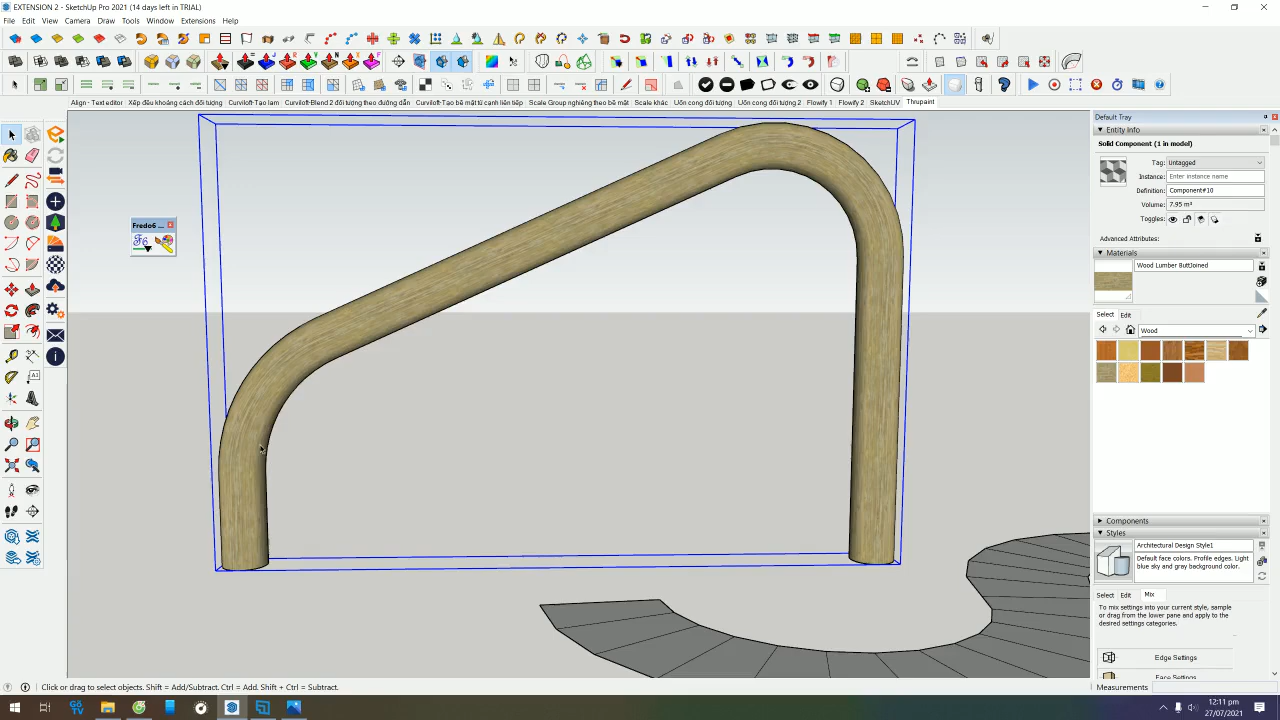 EXTENSION 2 - SketchUp Pro 2021 (14 days left in TRIAL)
File Edit View Camera Draw Tools Window Extensions Help
Align - Text editor Xếp đều khoảng cách đối tượng Curviloft-Tạo lam Curviloft-Blend 2 đối tượng theo đường dẫn Curviloft-Tạo bề mặt từ cạnh liên tiếp Scale Group nghiêng theo bề mặt Scale khác Uốn cong đối tượng Uốn cong đối tượng.2 Flowify 1 Flowify 2 SketchUV Thrupaint
Fredo6 ...
Default Tray
Entity Info
Solid Component (1 in model)
Tag: Untagged
Instance: Enter instance name
Definition: Component#10
Volume: 7.95 m³
Toggles:
Advanced Attributes:
Materials
Wood Lumber ButtJoined
Select Edit
Wood
Components
Styles
Architectural Design Style1
Default face colors. Profile edges. Light
blue sky and gray background color.
Select Edit Mix
To mix settings into your current style, sample
or drag from the lower pane and apply to the
desired settings categories.
Edge Settings
Face Settings
Click or drag to select objects. Shift = Add/Subtract. Ctrl = Add. Shift + Ctrl = Subtract.
Measurements
12:11 pm
27/07/2021